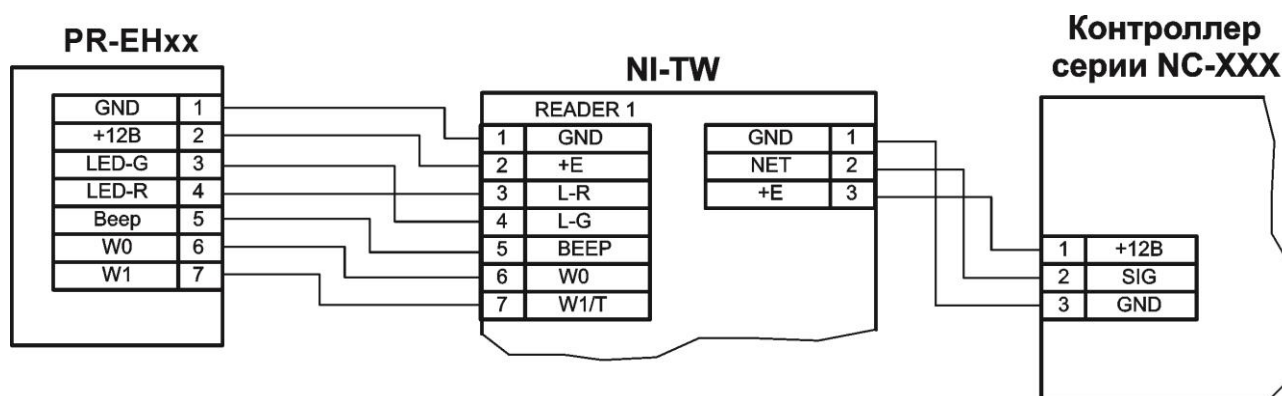 PR-EHxx
GND 1
+12В 2
LED-G 3
LED-R 4
Beep 5
W0 6
W1 7
NI-TW
READER 1
1 GND
2 +E
3 L-R
4 L-G
5 BEEP
6 W0
7 W1/T
GND 1
NET 2
+E 3
Контроллер
серии NC-XXX
1 +12В
2 SIG
3 GND